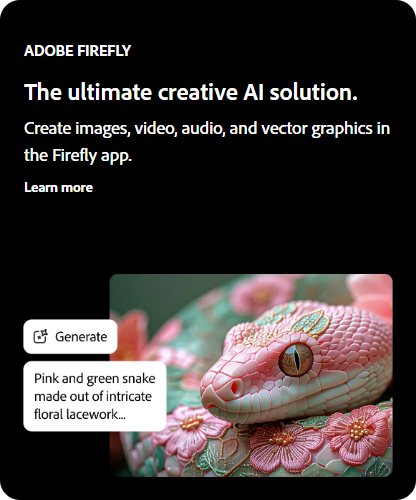 ADOBE FIREFLY
The ultimate creative AI solution.
Create images, video, audio, and vector graphics in
the Firefly app.
Learn more
Generate
Pink and green snake
made out of intricate
floral lacework...